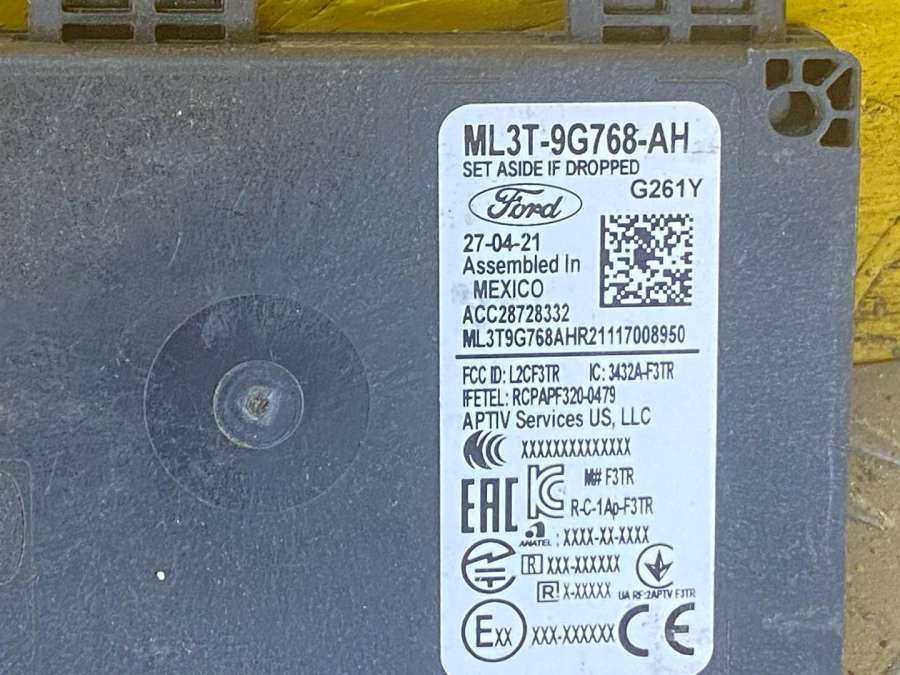 ML3T-9G768-AH
SET ASIDE IF DROPPED
G261Y
Ford
27-04-21
Assembled In
MEXICO
ACC28728332
ML3T9G768AHR21117008950
FCC ID: L2CF3TR IC: 3432A-F3TR
IFETEL: RCPAPF320-0479
APTIV Services US, LLC
CCC XXXXXXXXXXXXXX
EAC KC M# F3TR
R-C-1Ap-F3TR
ANATEL : XXXX-XX-XXXX
R XXX-XXXXXX
R! X-XXXXX UA RF:2APTV F3TR
Exx XXX-XXXXXX CE